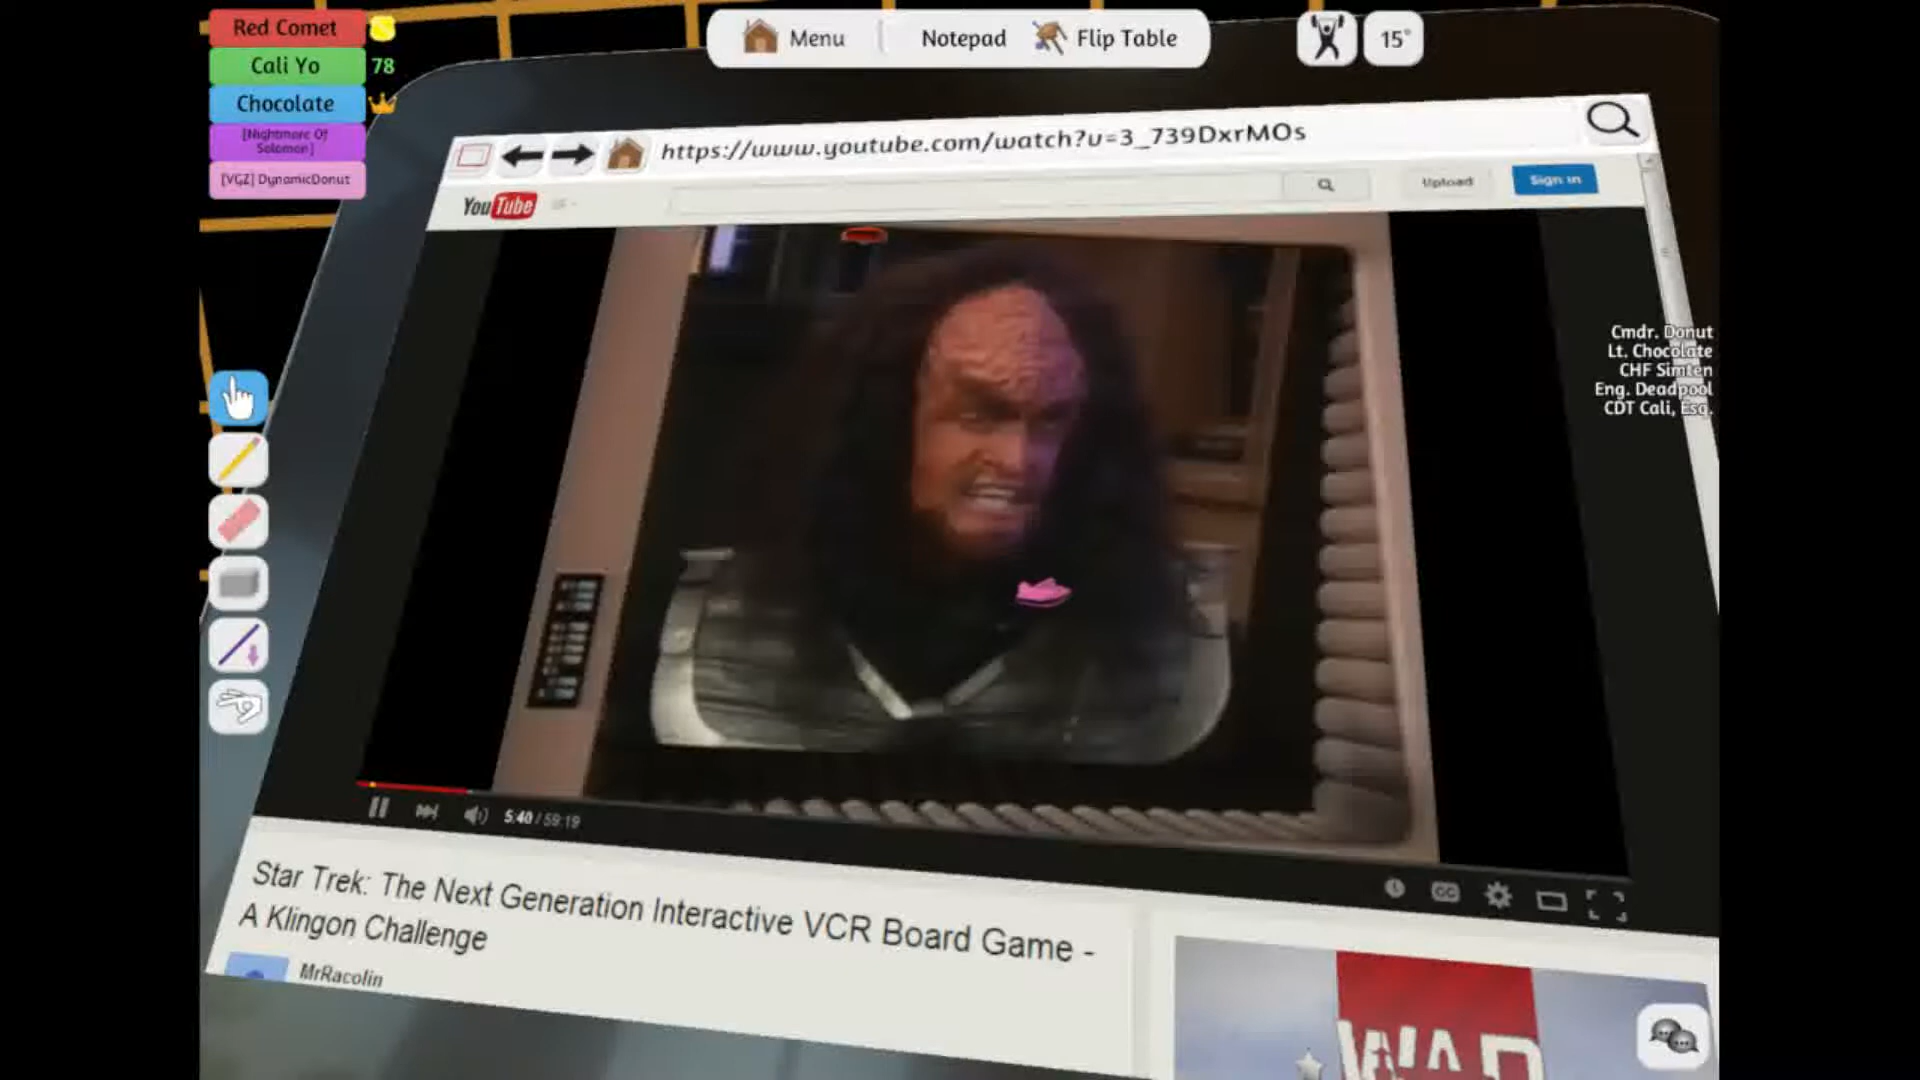 Red Comet
Cali Yo 78
Chocolate
[Nightmare Of
Solomon]
[VGZ] DynamicDonut
Menu
Notepad
Flip Table
15°
https://www.youtube.com/watch?v=3_739DxrMOs
YouTube
Upload
Sign in
Cmdr. Donut
Lt. Chocolate
CHF Simten
Eng. Deadpool
CDT Cali, Esq.
5:40 / 59:19
CC
Star Trek: The Next Generation Interactive VCR Board Game -
A Klingon Challenge
MrRacolin
WAR